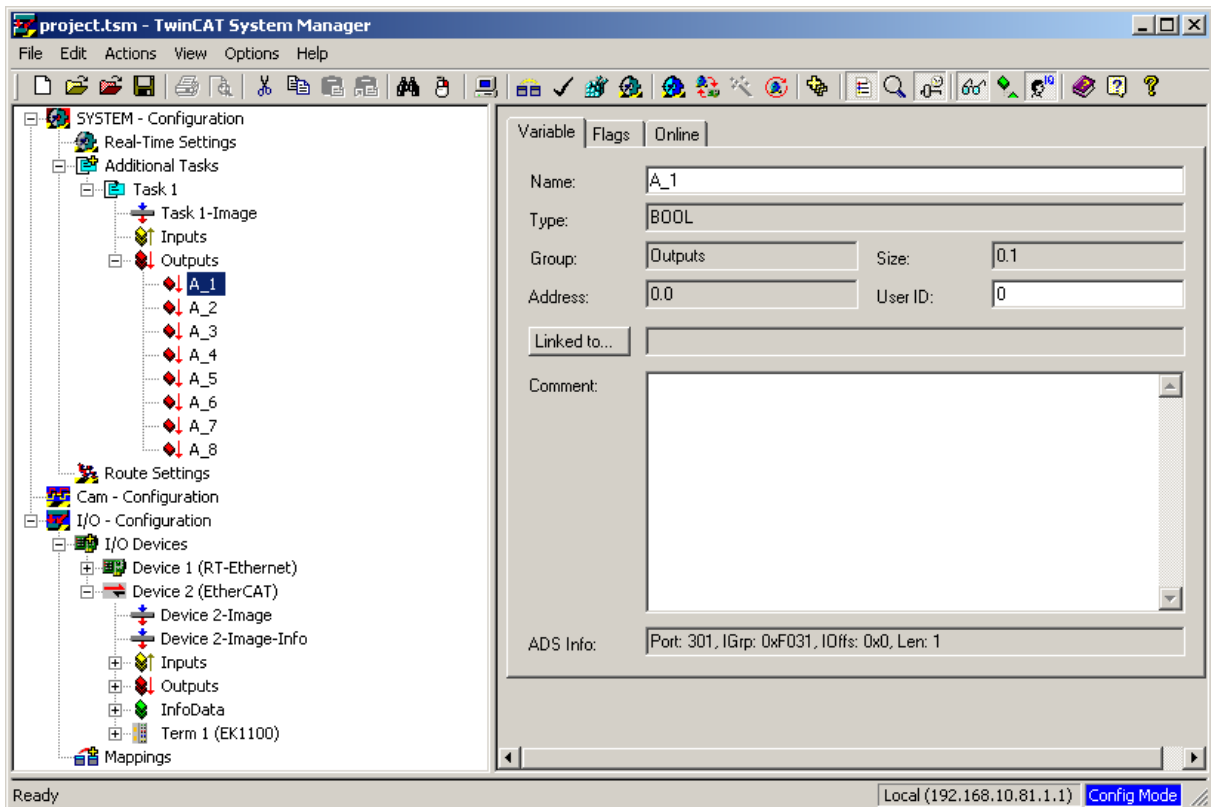 project.tsm - TwinCAT System Manager
File Edit Actions View Options Help
SYSTEM - Configuration
Real-Time Settings
Additional Tasks
Task 1
Task 1-Image
Inputs
Outputs
A_1
A_2
A_3
A_4
A_5
A_6
A_7
A_8
Route Settings
Cam - Configuration
I/O - Configuration
I/O Devices
Device 1 (RT-Ethernet)
Device 2 (EtherCAT)
Device 2-Image
Device 2-Image-Info
Inputs
Outputs
InfoData
Term 1 (EK1100)
Mappings
Variable Flags Online
Name: A_1
Type: BOOL
Group: Outputs Size: 0.1
Address: 0.0 User ID: 0
Linked to...
Comment:
ADS Info: Port: 301, IGrp: 0xF031, IOffs: 0x0, Len: 1
Ready Local (192.168.10.81.1.1) Config Mode